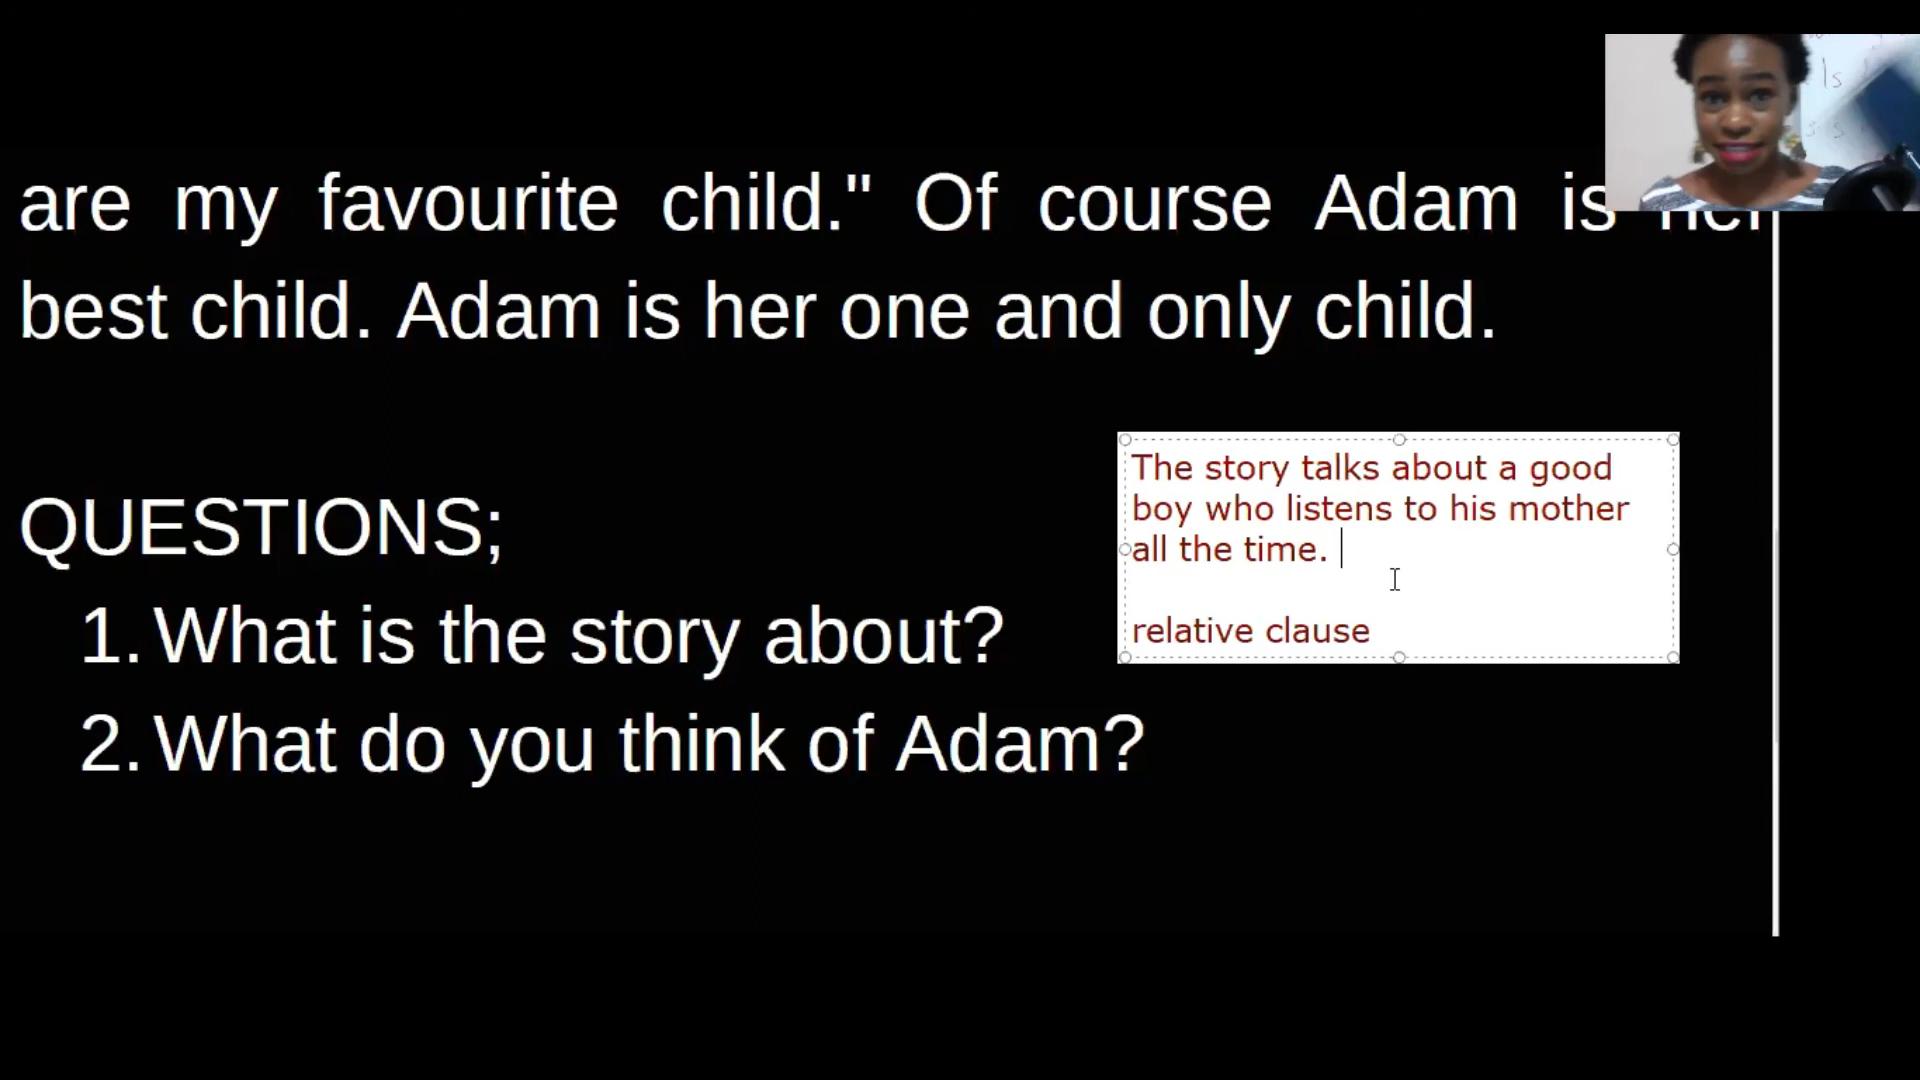 are my favourite child." Of course Adam is her
best child. Adam is her one and only child.
QUESTIONS;
1. What is the story about?
2. What do you think of Adam?
The story talks about a good
boy who listens to his mother
all the time.
relative clause